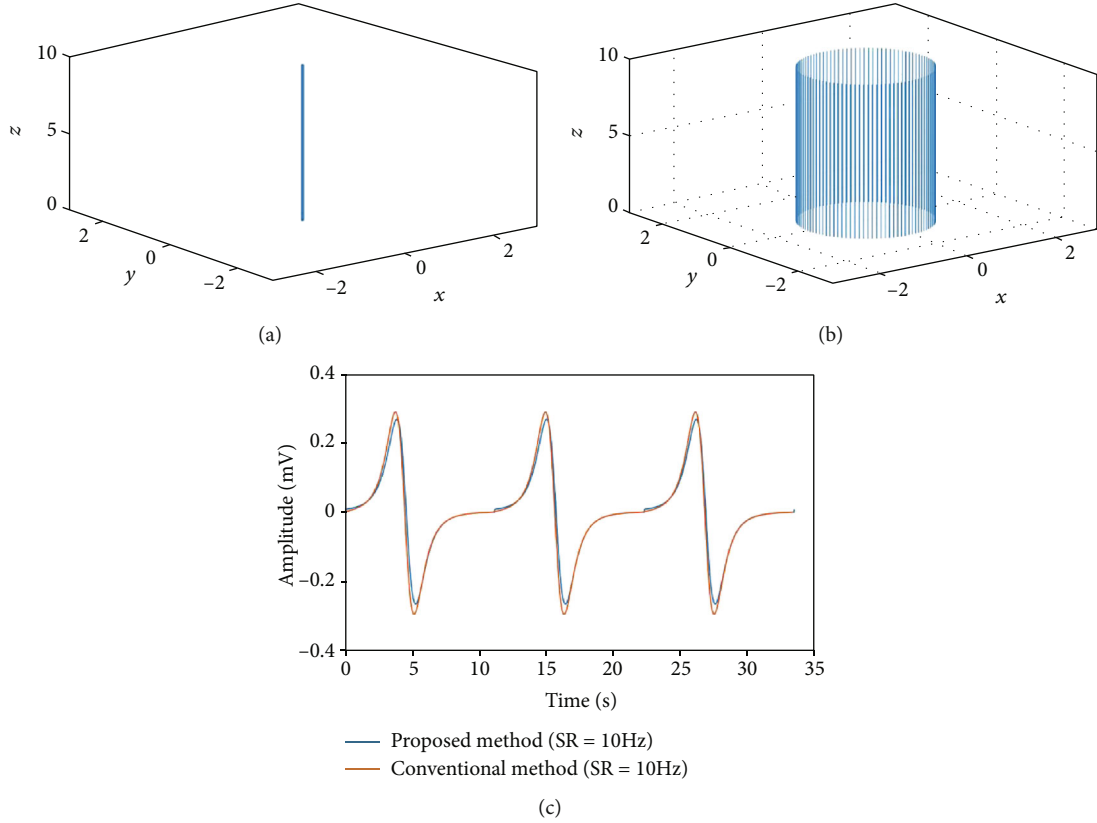 10
5
0
z
2
0
−2
y
−2
0
2
x
(a)
10
5
0
z
2
0
−2
y
−2
0
2
x
(b)
0.4
0.2
0
−0.2
−0.4
Amplitude (mV)
0 5 10 15 20 25 30 35
Time (s)
Proposed method (SR = 10Hz)
Conventional method (SR = 10Hz)
(c)